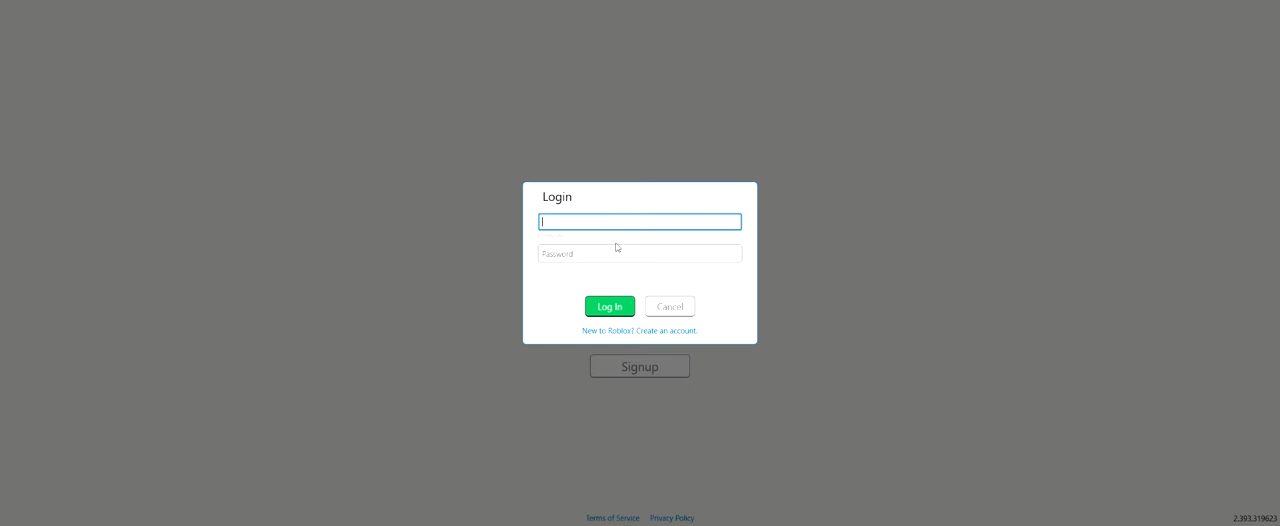 Login
Password
Log In Cancel
New to Roblox? Create an account.
Signup
Terms of Service Privacy Policy
2.393.319623